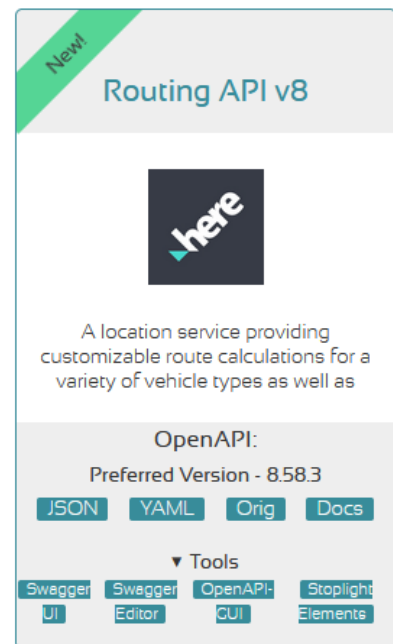 New!
Routing API v8
here
A location service providing
customizable route calculations for a
variety of vehicle types as well as
OpenAPI:
Preferred Version - 8.58.3
JSON YAML Orig Docs
▼ Tools
Swagger UI Swagger Editor OpenAPI-GUI Stoplight Elements